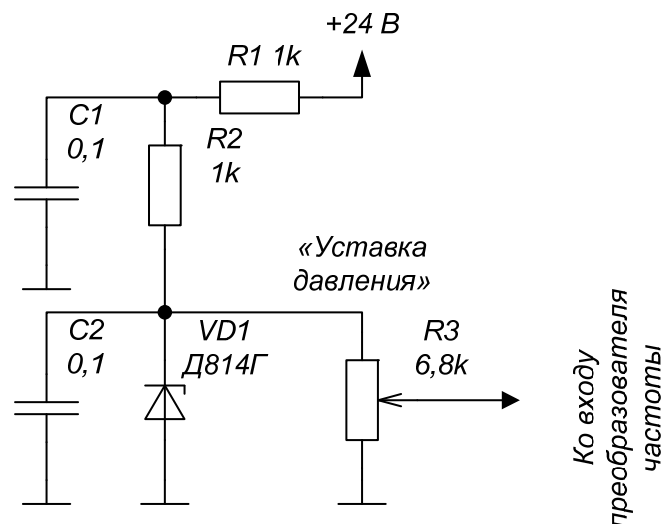 +24 В
R1 1k
C1
0,1
R2
1k
«Уставка
давления»
C2
0,1
VD1
Д814Г
R3
6,8k
Ко входу
преобразователя
частоты